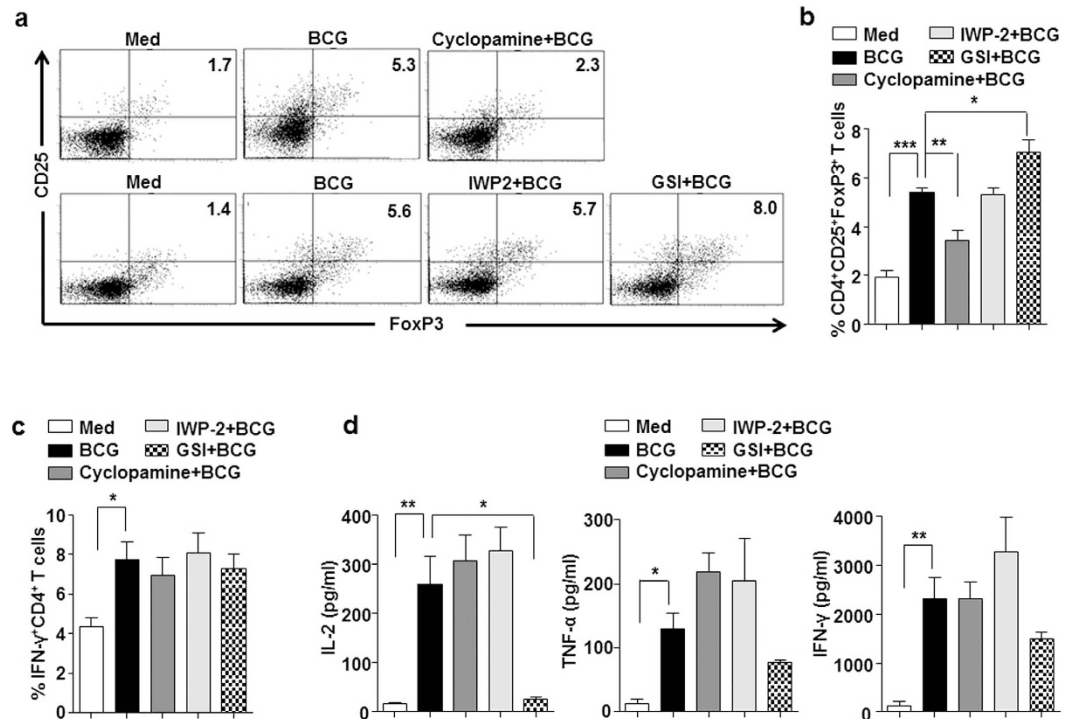 a
Med BCG Cyclopamine+BCG
1.7 5.3 2.3
CD25
Med BCG IWP2+BCG GSI+BCG
1.4 5.6 5.7 8.0
FoxP3
b
Med IWP-2+BCG
BCG GSI+BCG
Cyclopamine+BCG
% CD4⁺CD25⁺FoxP3⁺ T cells
8
6
4
2
0
*
*** **
c
Med IWP-2+BCG
BCG GSI+BCG
Cyclopamine+BCG
% IFN-γ⁺CD4⁺ T cells
10
8
6
4
2
0
*
d
Med IWP-2+BCG
BCG GSI+BCG
Cyclopamine+BCG
IL-2 (pg/ml)
400
300
200
100
0
** *
TNF-α (pg/ml)
300
200
100
0
*
IFN-γ (pg/ml)
4000
3000
2000
1000
0
**